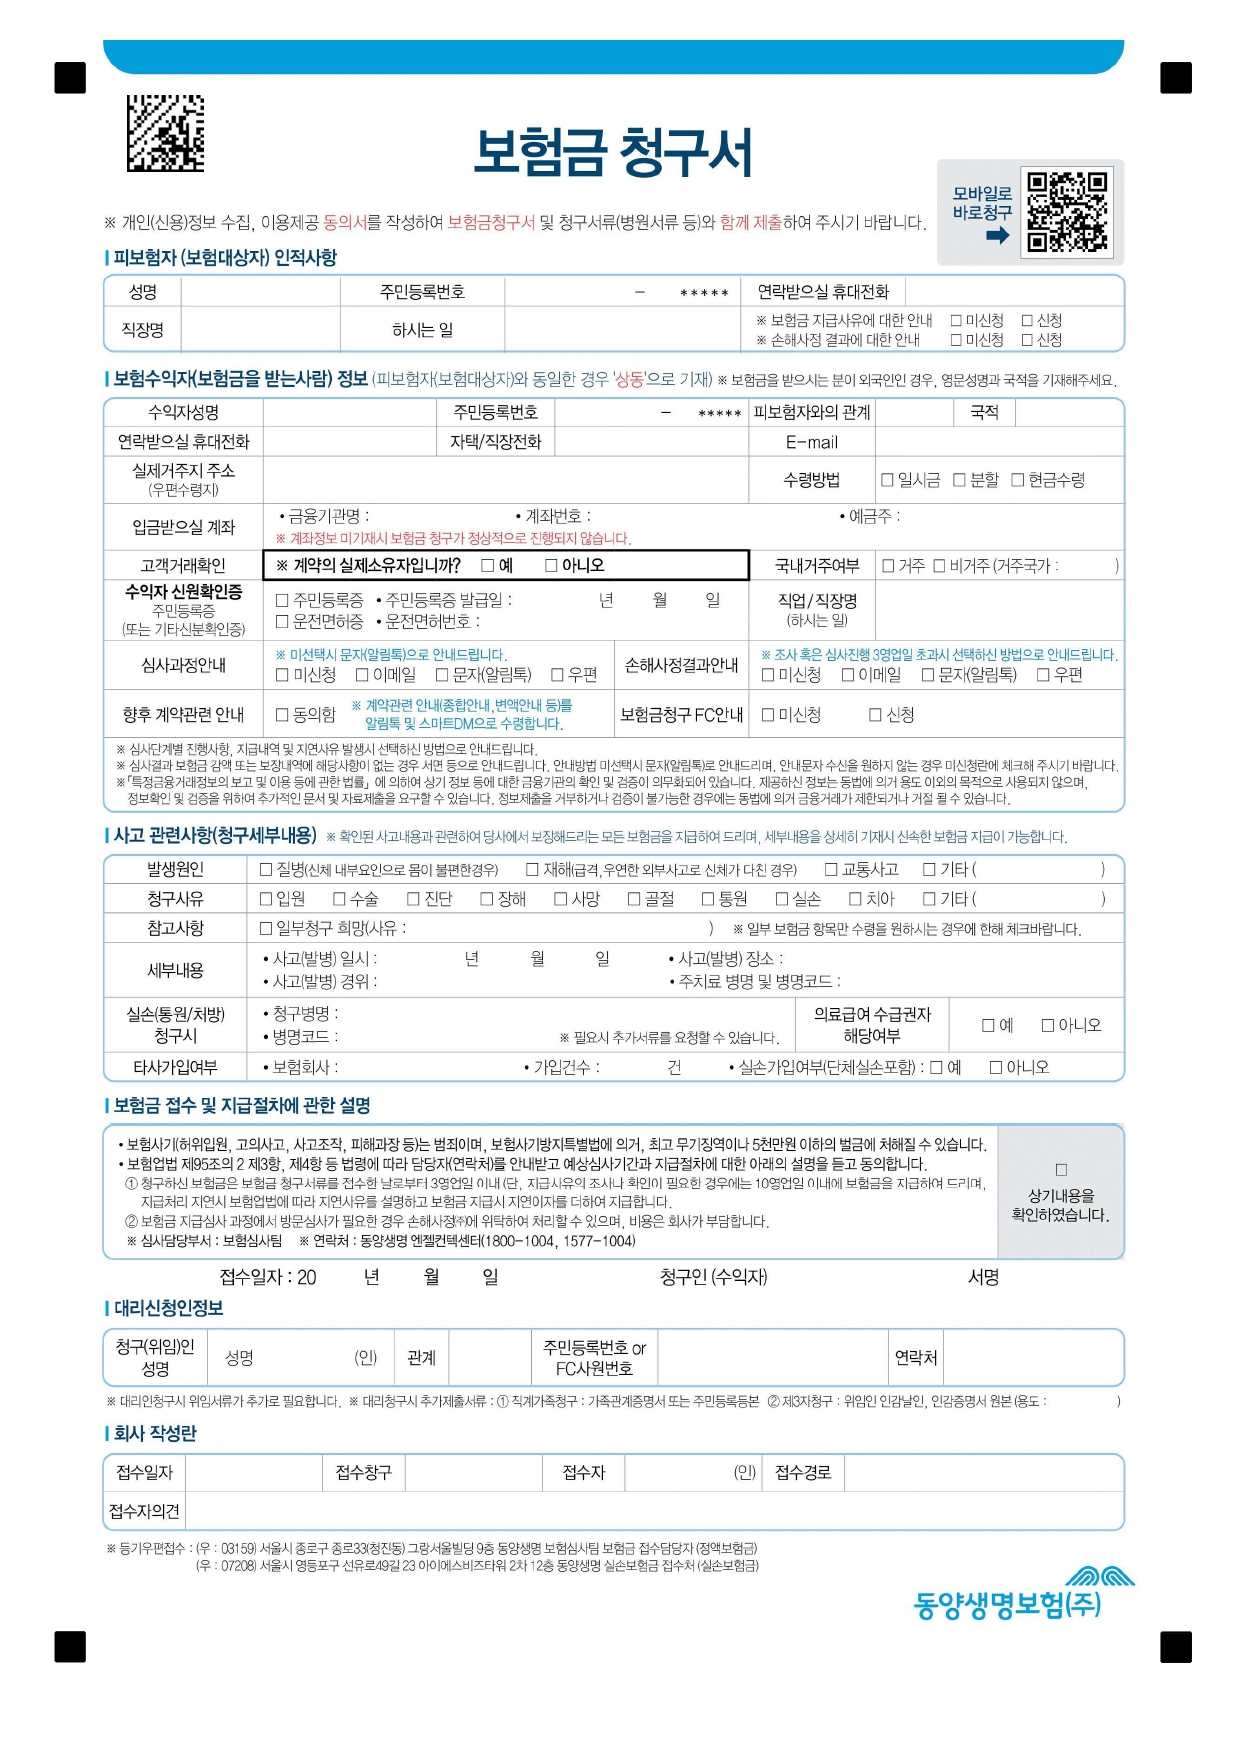 보험금 청구서
모바일로
바로청구
※ 개인(신용)정보 수집, 이용제공 동의서를 작성하여 보험금청구서 및 청구서류(병원서류 등)와 함께 제출하여 주시기 바랍니다.
피보험자 (보험대상자) 인적사항
성명 주민등록번호 – ***** 연락받으실 휴대전화
직장명 하시는 일 ※ 보험금 지급사유에 대한 안내 □ 미신청 □ 신청
※ 손해사정 결과에 대한 안내 □ 미신청 □ 신청
보험수익자(보험금을 받는사람) 정보 (피보험자(보험대상자)와 동일한 경우 '상동'으로 기재) ※ 보험금을 받으시는 분이 외국인인 경우, 영문성명과 국적을 기재해주세요.
수익자성명 주민등록번호 – ***** 피보험자와의 관계 국적
연락받으실 휴대전화 자택/직장전화 E-mail
실제거주지 주소
(우편수령지)
수령방법 □ 일시금 □ 분할 □ 현금수령
입금받으실 계좌 • 금융기관명 : • 계좌번호 : • 예금주 :
※ 계좌정보 미기재시 보험금 청구가 정상적으로 진행되지 않습니다.
고객거래확인 ※ 계약의 실제소유자입니까? □ 예 □ 아니오 국내거주여부 □ 거주 □ 비거주 (거주국가 : )
수익자 신원확인증
주민등록증
(또는 기타신분확인증)
□ 주민등록증 • 주민등록증 발급일 : 년 월 일
□ 운전면허증 • 운전면허번호 :
직업/직장명
(하시는 일)
심사과정안내 ※ 미선택시 문자(알림톡)으로 안내드립니다.
□ 미신청 □ 이메일 □ 문자(알림톡) □ 우편
손해사정결과안내 ※ 조사 혹은 심사진행 3영업일 초과시 선택하신 방법으로 안내드립니다.
□ 미신청 □ 이메일 □ 문자(알림톡) □ 우편
향후 계약관련 안내 □ 동의함 ※ 계약관련 안내(종합안내,변액안내 등)를
알림톡 및 스마트DM으로 수령합니다.
보험금청구 FC안내 □ 미신청 □ 신청
※ 심사단계별 진행사항, 지급내역 및 지연사유 발생시 선택하신 방법으로 안내드립니다.
※ 심사결과 보험금 감액 또는 보장내역에 해당사항이 없는 경우 서면 등으로 안내드립니다. 안내방법 미선택시 문자(알림톡)로 안내드리며, 안내문자 수신을 원하지 않는 경우 미신청란에 체크해 주시기 바랍니다.
※「특정금융거래정보의 보고 및 이용 등에 관한 법률」에 의하여 상기 정보 등에 대한 금융기관의 확인 및 검증이 의무화되어 있습니다. 제공하신 정보는 동법에 의거 용도 이외의 목적으로 사용되지 않으며,
정보확인 및 검증을 위하여 추가적인 문서 및 자료제출을 요구할 수 있습니다. 정보제출을 거부하거나 검증이 불가능한 경우에는 동법에 의거 금융거래가 제한되거나 거절 될 수 있습니다.
사고 관련사항(청구세부내용) ※ 확인된 사고내용과 관련하여 당사에서 보장해드리는 모든 보험금을 지급하여 드리며, 세부내용을 상세히 기재시 신속한 보험금 지급이 가능합니다.
발생원인 □ 질병(신체 내부요인으로 몸이 불편한경우) □ 재해(급격,우연한 외부사고로 신체가 다친 경우) □ 교통사고 □ 기타 ( )
청구사유 □ 입원 □ 수술 □ 진단 □ 장해 □ 사망 □ 골절 □ 통원 □ 실손 □ 치아 □ 기타 ( )
참고사항 □ 일부청구 희망(사유 : ) ※ 일부 보험금 항목만 수령을 원하시는 경우에 한해 체크바랍니다.
세부내용 • 사고(발병) 일시 : 년 월 일 • 사고(발병) 장소 :
• 사고(발병) 경위 : • 주치료 병명 및 병명코드 :
실손(통원/처방)
청구시
• 청구병명 :
• 병명코드 : ※ 필요시 추가서류를 요청할 수 있습니다.
의료급여 수급권자
해당여부
□ 예 □ 아니오
타사가입여부 • 보험회사 : • 가입건수 : 건 • 실손가입여부(단체실손포함) : □ 예 □ 아니오
보험금 접수 및 지급절차에 관한 설명
• 보험사기(허위입원, 고의사고, 사고조작, 피해과장 등)는 범죄이며, 보험사기방지특별법에 의거, 최고 무기징역이나 5천만원 이하의 벌금에 처해질 수 있습니다.
• 보험업법 제95조의 2 제3항, 제4항 등 법령에 따라 담당자(연락처)를 안내받고 예상심사기간과 지급절차에 대한 아래의 설명을 듣고 동의합니다.
① 청구하신 보험금은 보험금 청구서류를 접수한 날로부터 3영업일 이내 (단, 지급사유의 조사나 확인이 필요한 경우에는 10영업일 이내)에 보험금을 지급하여 드리며,
지급처리 지연시 보험업법에 따라 지연사유를 설명하고 보험금 지급시 지연이자를 더하여 지급합니다.
② 보험금 지급심사 과정에서 방문심사가 필요한 경우 손해사정㈜에 위탁하여 처리할 수 있으며, 비용은 회사가 부담합니다.
※ 심사담당부서 : 보험심사팀 ※ 연락처 : 동양생명 엔젤컨텍센터(1800-1004, 1577-1004)
□
상기내용을
확인하였습니다.
접수일자 : 20 년 월 일 청구인 (수익자) 서명
대리신청인정보
청구(위임)인
성명
성명 (인) 관계
주민등록번호 or
FC사원번호
연락처
※ 대리인청구시 위임서류가 추가로 필요합니다. ※ 대리청구시 추가제출서류 : ① 직계가족청구 : 가족관계증명서 또는 주민등록등본 ② 제3자청구 : 위임인 인감날인, 인감증명서 원본 (용도 : )
회사 작성란
접수일자 접수창구 접수자 (인) 접수경로
접수자의견
※ 등기우편접수 : (우 : 03159) 서울시 종로구 종로33(청진동) 그랑서울빌딩 9층 동양생명 보험심사팀 보험금 접수담당자 (정액보험금)
(우 : 07208) 서울시 영등포구 선유로49길 23 아이에스비즈타워 2차 12층 동양생명 실손보험금 접수처 (실손보험금)
동양생명보험(주)